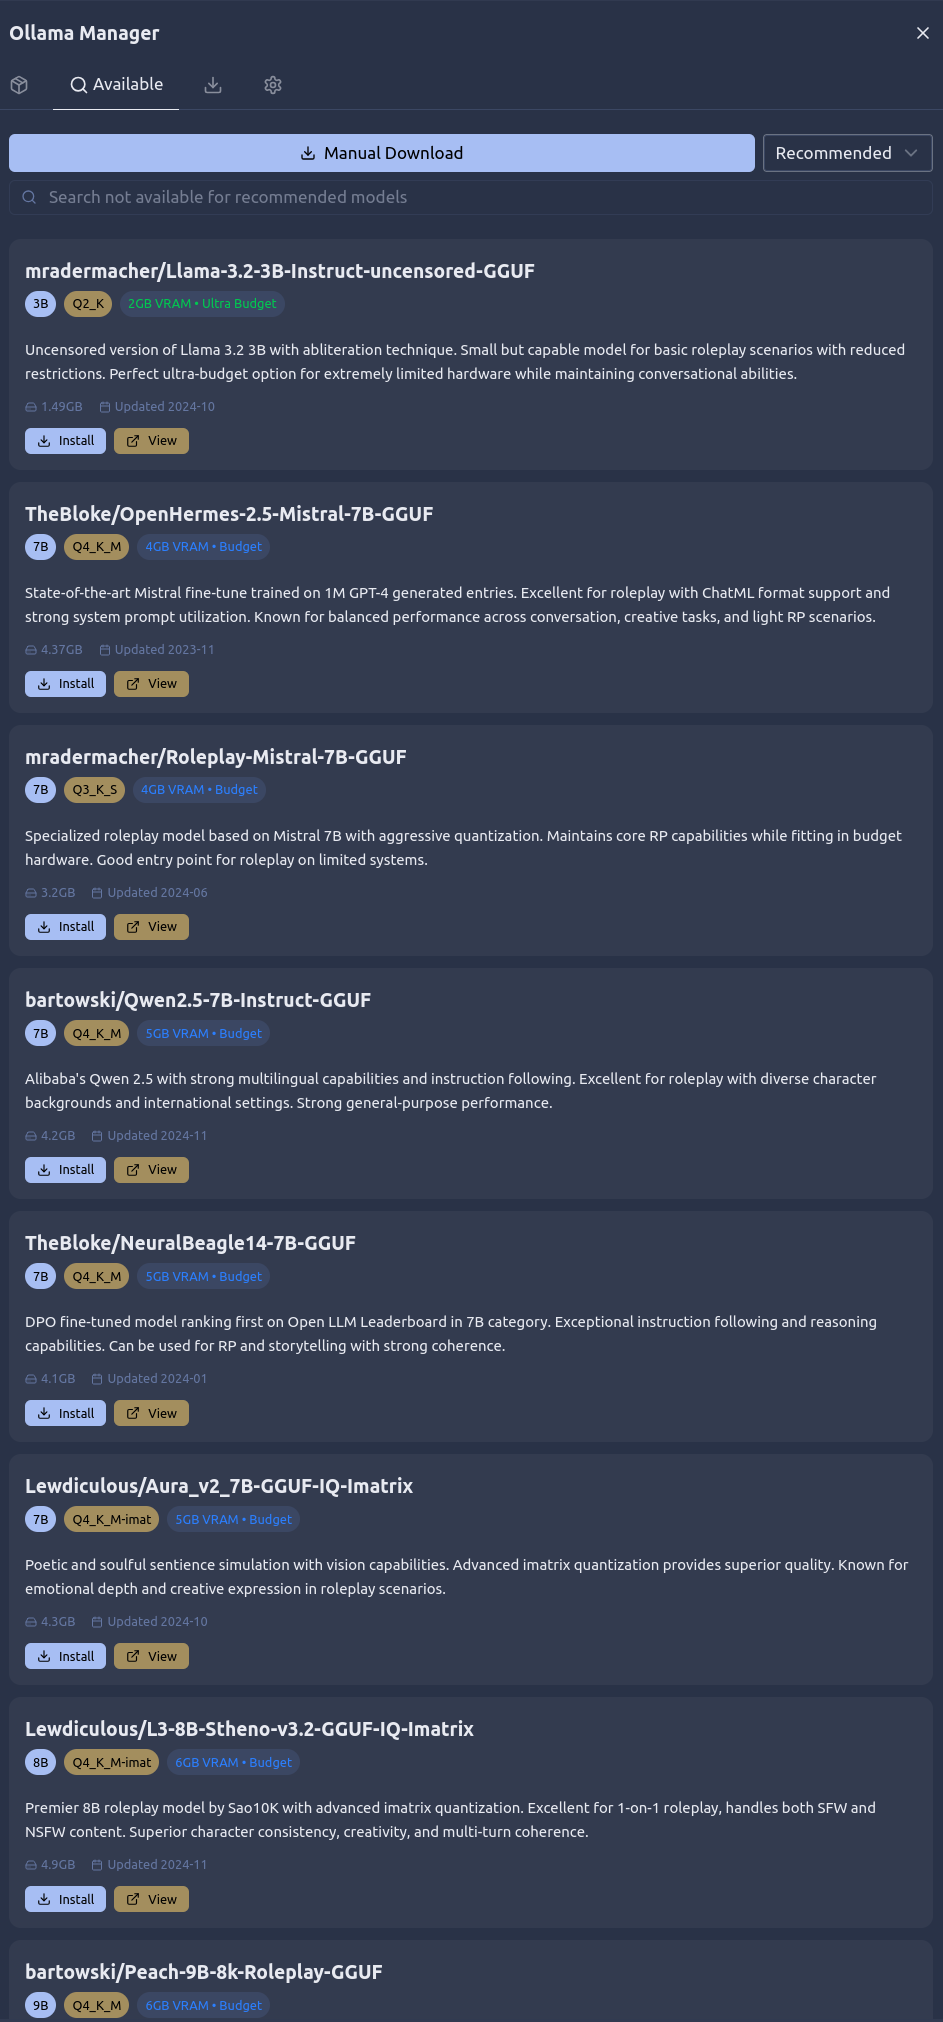 Ollama Manager
Available
Manual Download
Recommended
Search not available for recommended models
mradermacher/Llama-3.2-3B-Instruct-uncensored-GGUF
3B Q2_K 2GB VRAM • Ultra Budget
Uncensored version of Llama 3.2 3B with abliteration technique. Small but capable model for basic roleplay scenarios with reduced
restrictions. Perfect ultra-budget option for extremely limited hardware while maintaining conversational abilities.
1.49GB Updated 2024-10
Install View
TheBloke/OpenHermes-2.5-Mistral-7B-GGUF
7B Q4_K_M 4GB VRAM • Budget
State-of-the-art Mistral fine-tune trained on 1M GPT-4 generated entries. Excellent for roleplay with ChatML format support and
strong system prompt utilization. Known for balanced performance across conversation, creative tasks, and light RP scenarios.
4.37GB Updated 2023-11
Install View
mradermacher/Roleplay-Mistral-7B-GGUF
7B Q3_K_S 4GB VRAM • Budget
Specialized roleplay model based on Mistral 7B with aggressive quantization. Maintains core RP capabilities while fitting in budget
hardware. Good entry point for roleplay on limited systems.
3.2GB Updated 2024-06
Install View
bartowski/Qwen2.5-7B-Instruct-GGUF
7B Q4_K_M 5GB VRAM • Budget
Alibaba's Qwen 2.5 with strong multilingual capabilities and instruction following. Excellent for roleplay with diverse character
backgrounds and international settings. Strong general-purpose performance.
4.2GB Updated 2024-11
Install View
TheBloke/NeuralBeagle14-7B-GGUF
7B Q4_K_M 5GB VRAM • Budget
DPO fine-tuned model ranking first on Open LLM Leaderboard in 7B category. Exceptional instruction following and reasoning
capabilities. Can be used for RP and storytelling with strong coherence.
4.1GB Updated 2024-01
Install View
Lewdiculous/Aura_v2_7B-GGUF-IQ-Imatrix
7B Q4_K_M-imat 5GB VRAM • Budget
Poetic and soulful sentience simulation with vision capabilities. Advanced imatrix quantization provides superior quality. Known for
emotional depth and creative expression in roleplay scenarios.
4.3GB Updated 2024-10
Install View
Lewdiculous/L3-8B-Stheno-v3.2-GGUF-IQ-Imatrix
8B Q4_K_M-imat 6GB VRAM • Budget
Premier 8B roleplay model by Sao10K with advanced imatrix quantization. Excellent for 1-on-1 roleplay, handles both SFW and
NSFW content. Superior character consistency, creativity, and multi-turn coherence.
4.9GB Updated 2024-11
Install View
bartowski/Peach-9B-8k-Roleplay-GGUF
9B Q4_K_M 6GB VRAM • Budget